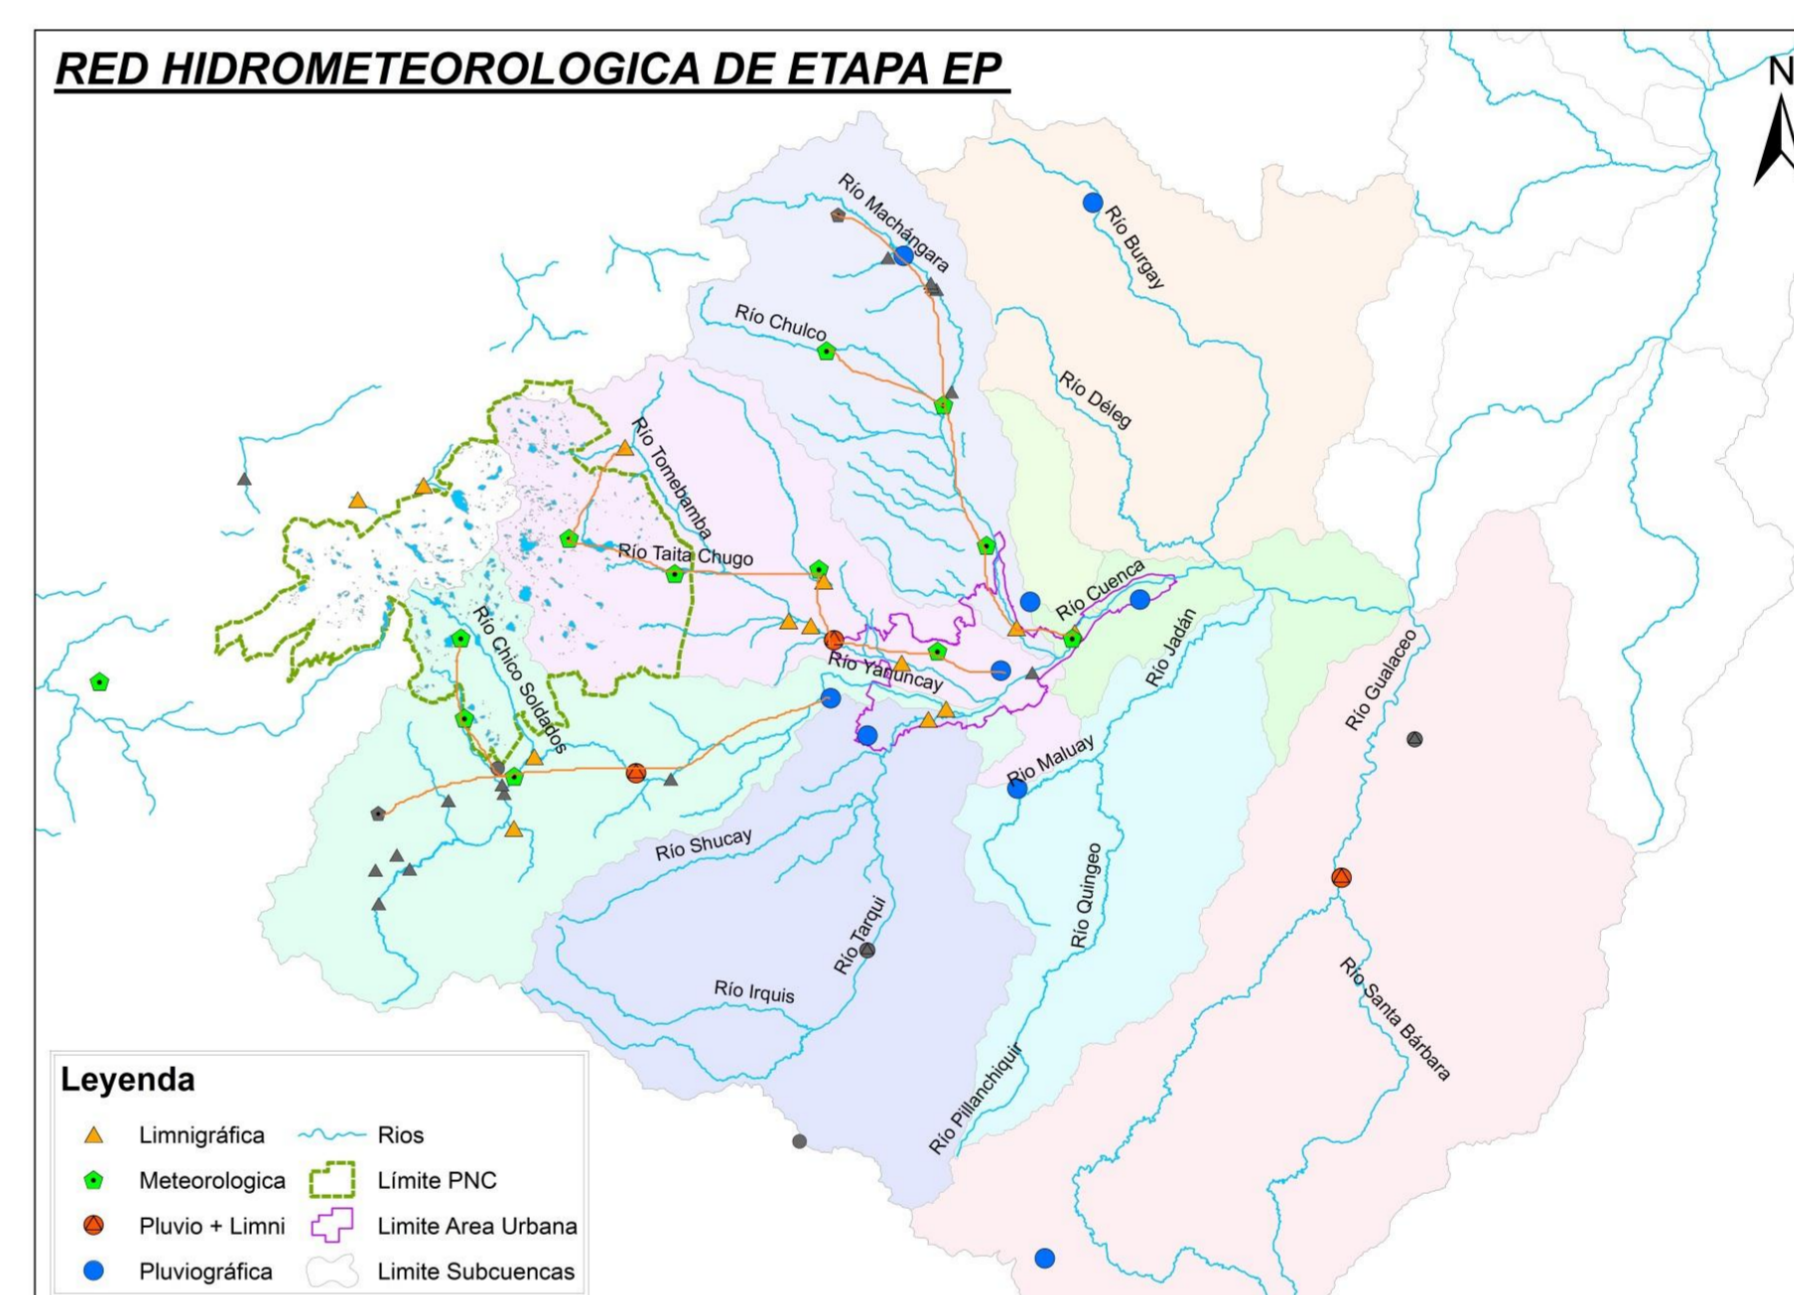 RED HIDROMETEOROLOGICA DE ETAPA EP
N
Río Machángara
Río Burgay
Río Chulco
Río Déleg
Río Tomebamba
Río Taita Chugo
Río Cuenca
Río Jadán
Río Chico Soldados
Río Yanuncay
Río Gualaceo
Río Maluay
Río Shucay
Río Quingeo
Río Tarqui
Río Irquis
Río Santa Bárbara
Río Pillanchiquir
Leyenda
Limnigráfica
Rios
Meteorologica
Límite PNC
Pluvio + Limni
Limite Area Urbana
Pluviográfica
Limite Subcuencas